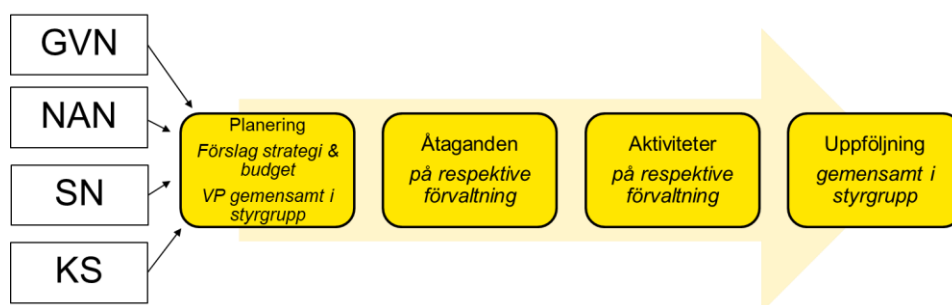 GVN
NAN
SN
KS
Planering
Förslag strategi &
budget
VP gemensamt i
styrgrupp
Åtaganden
på respektive
förvaltning
Aktiviteter
på respektive
förvaltning
Uppföljning
gemensamt i
styrgrupp